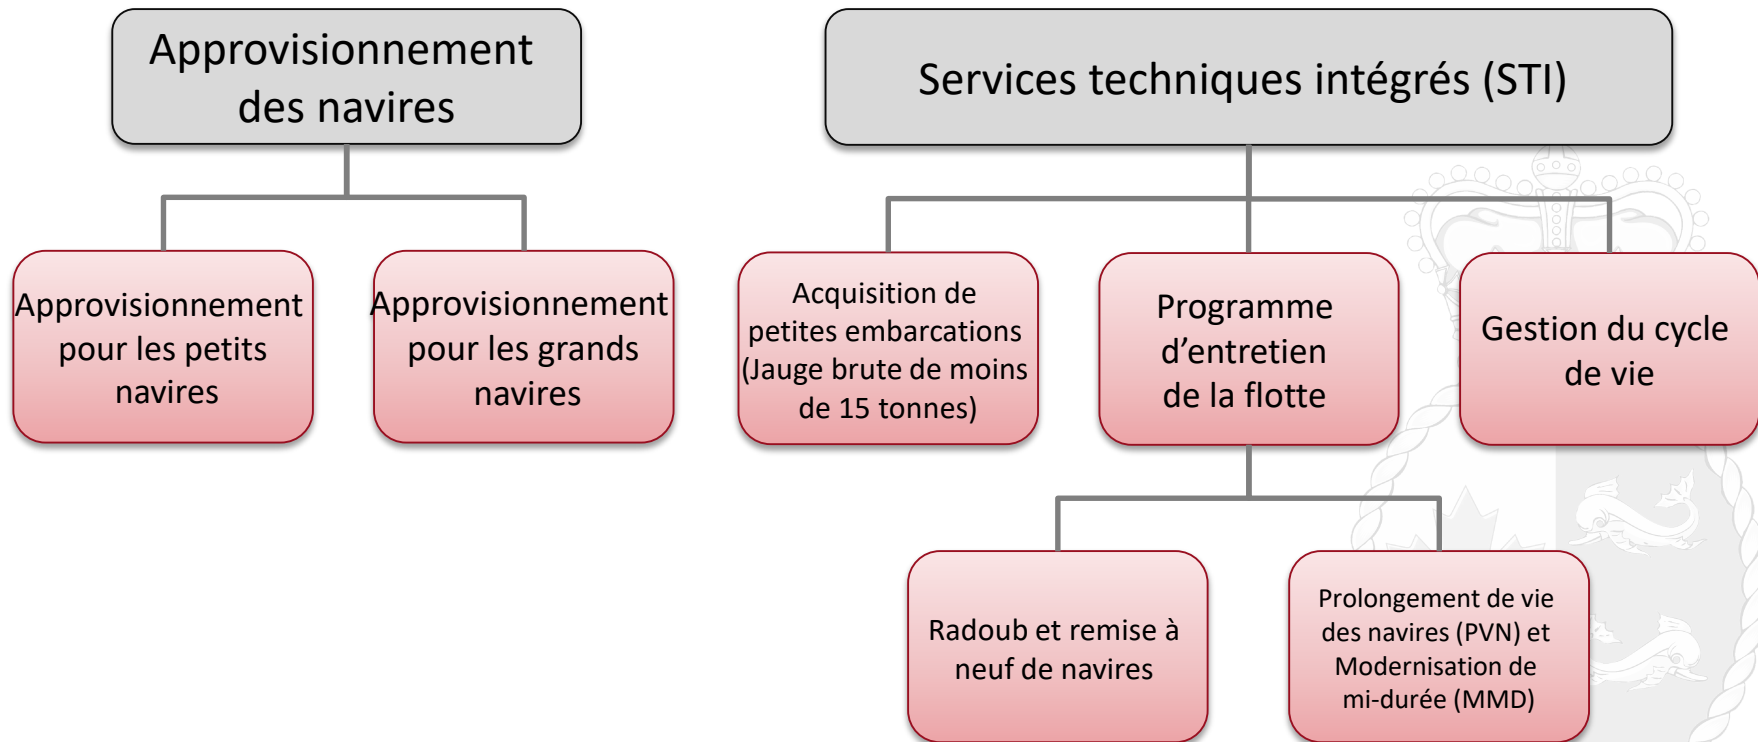 Approvisionnement
des navires
Services techniques intégrés (STI)
Approvisionnement
pour les petits
navires
Approvisionnement
pour les grands
navires
Acquisition de
petites embarcations
(Jauge brute de moins
de 15 tonnes)
Programme
d’entretien
de la flotte
Gestion du cycle
de vie
Radoub et remise à
neuf de navires
Prolongement de vie
des navires (PVN) et
Modernisation de
mi-durée (MMD)